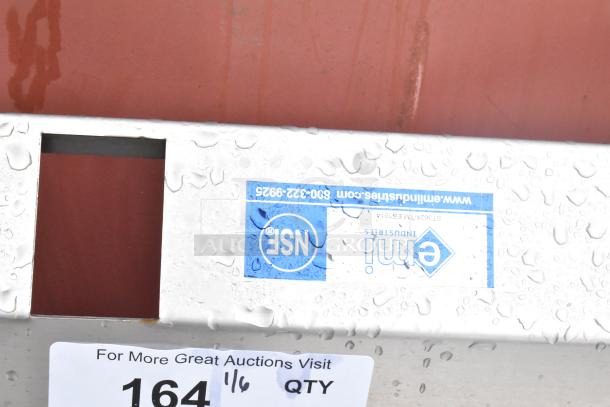 www.emiindustries.com 800-322-9925
emi
INDUSTRIES
NSF®
For More Great Auctions Visit
164 1/6 QTY